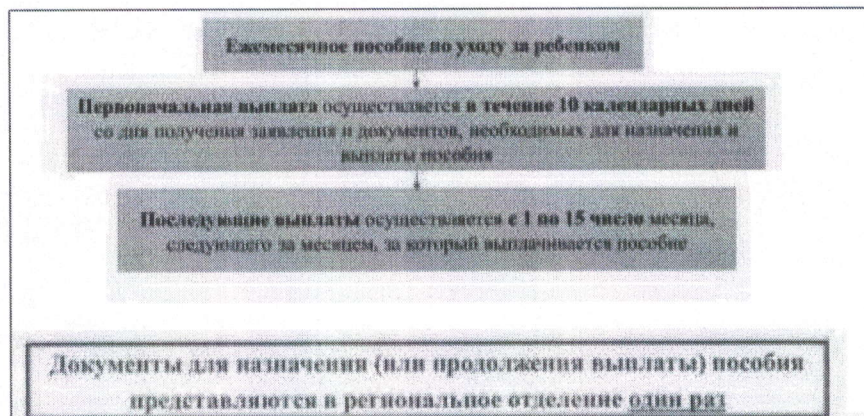 Ежемесячное пособие по уходу за ребенком
Первоначальная выплата осуществляется в течение 10 календарных дней
со дня получения заявления и документов, необходимых для назначения и
выплаты пособия
Последующие выплаты осуществляется с 1 по 15 число месяца,
следующего за месяцем, за который выплачивается пособие
Документы для назначения (или продолжения выплаты) пособия
представляются в региональное отделение один раз